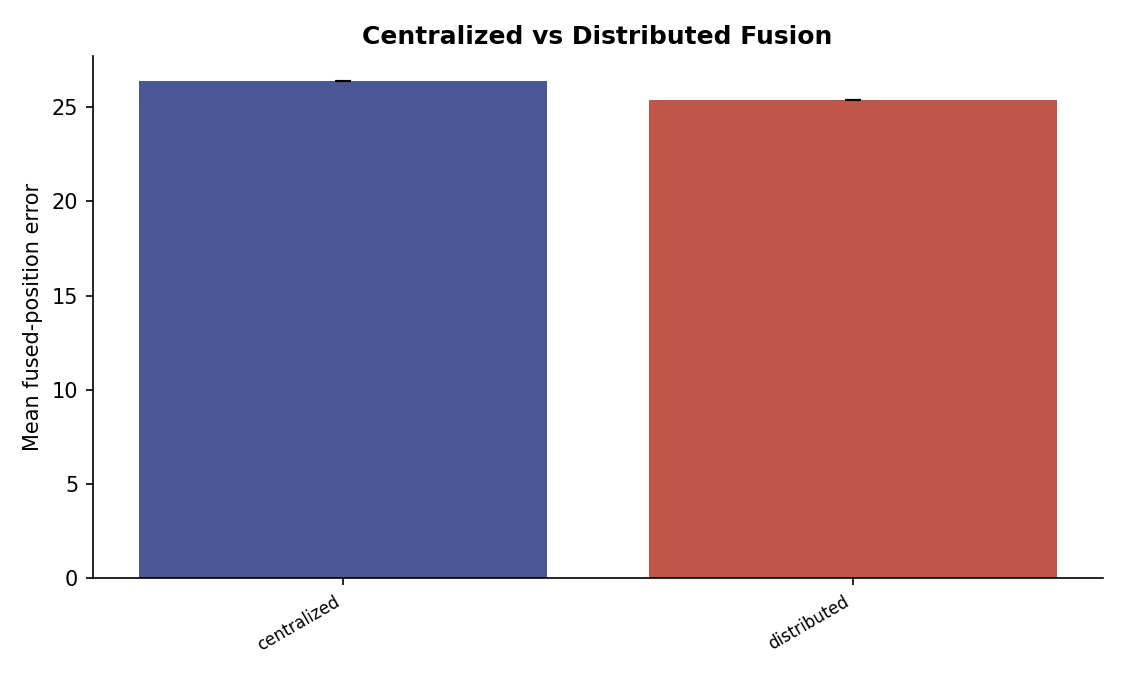 Centralized vs Distributed Fusion
Mean fused-position error
25
20
15
10
5
0
centralized
distributed